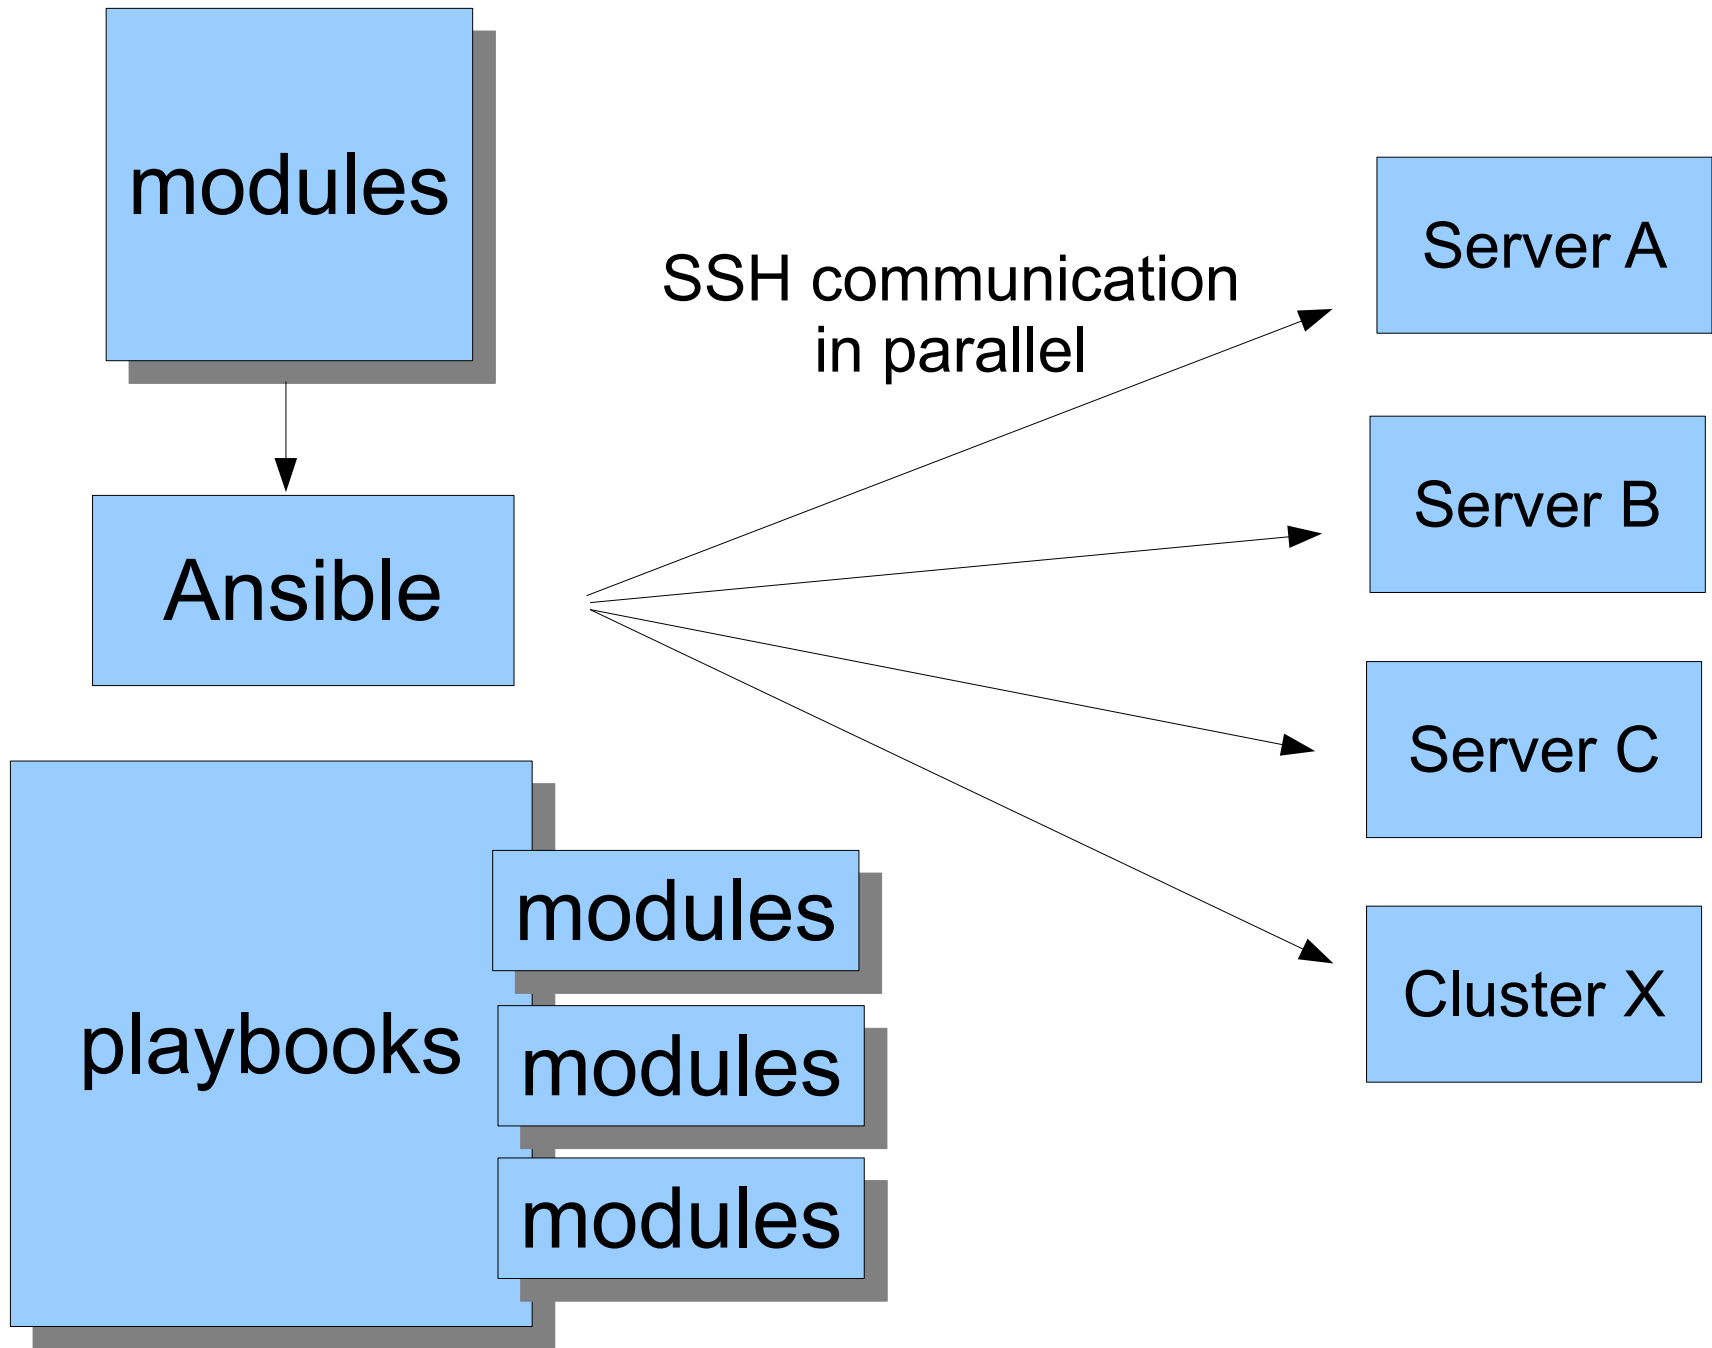 modules
SSH communication
in parallel
Server A
Server B
Ansible
Server C
playbooks
modules
modules
modules
Cluster X